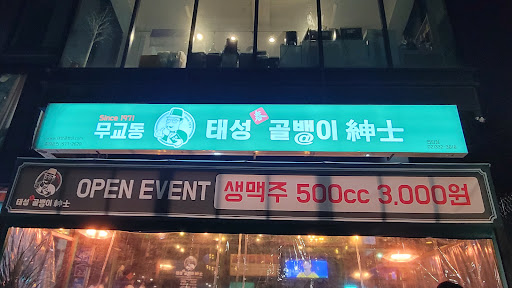 Since 1971
무교동 태성 골뱅이 紳士
OPEN EVENT 생맥주 500cc 3,000원
태성 골뱅이 紳士